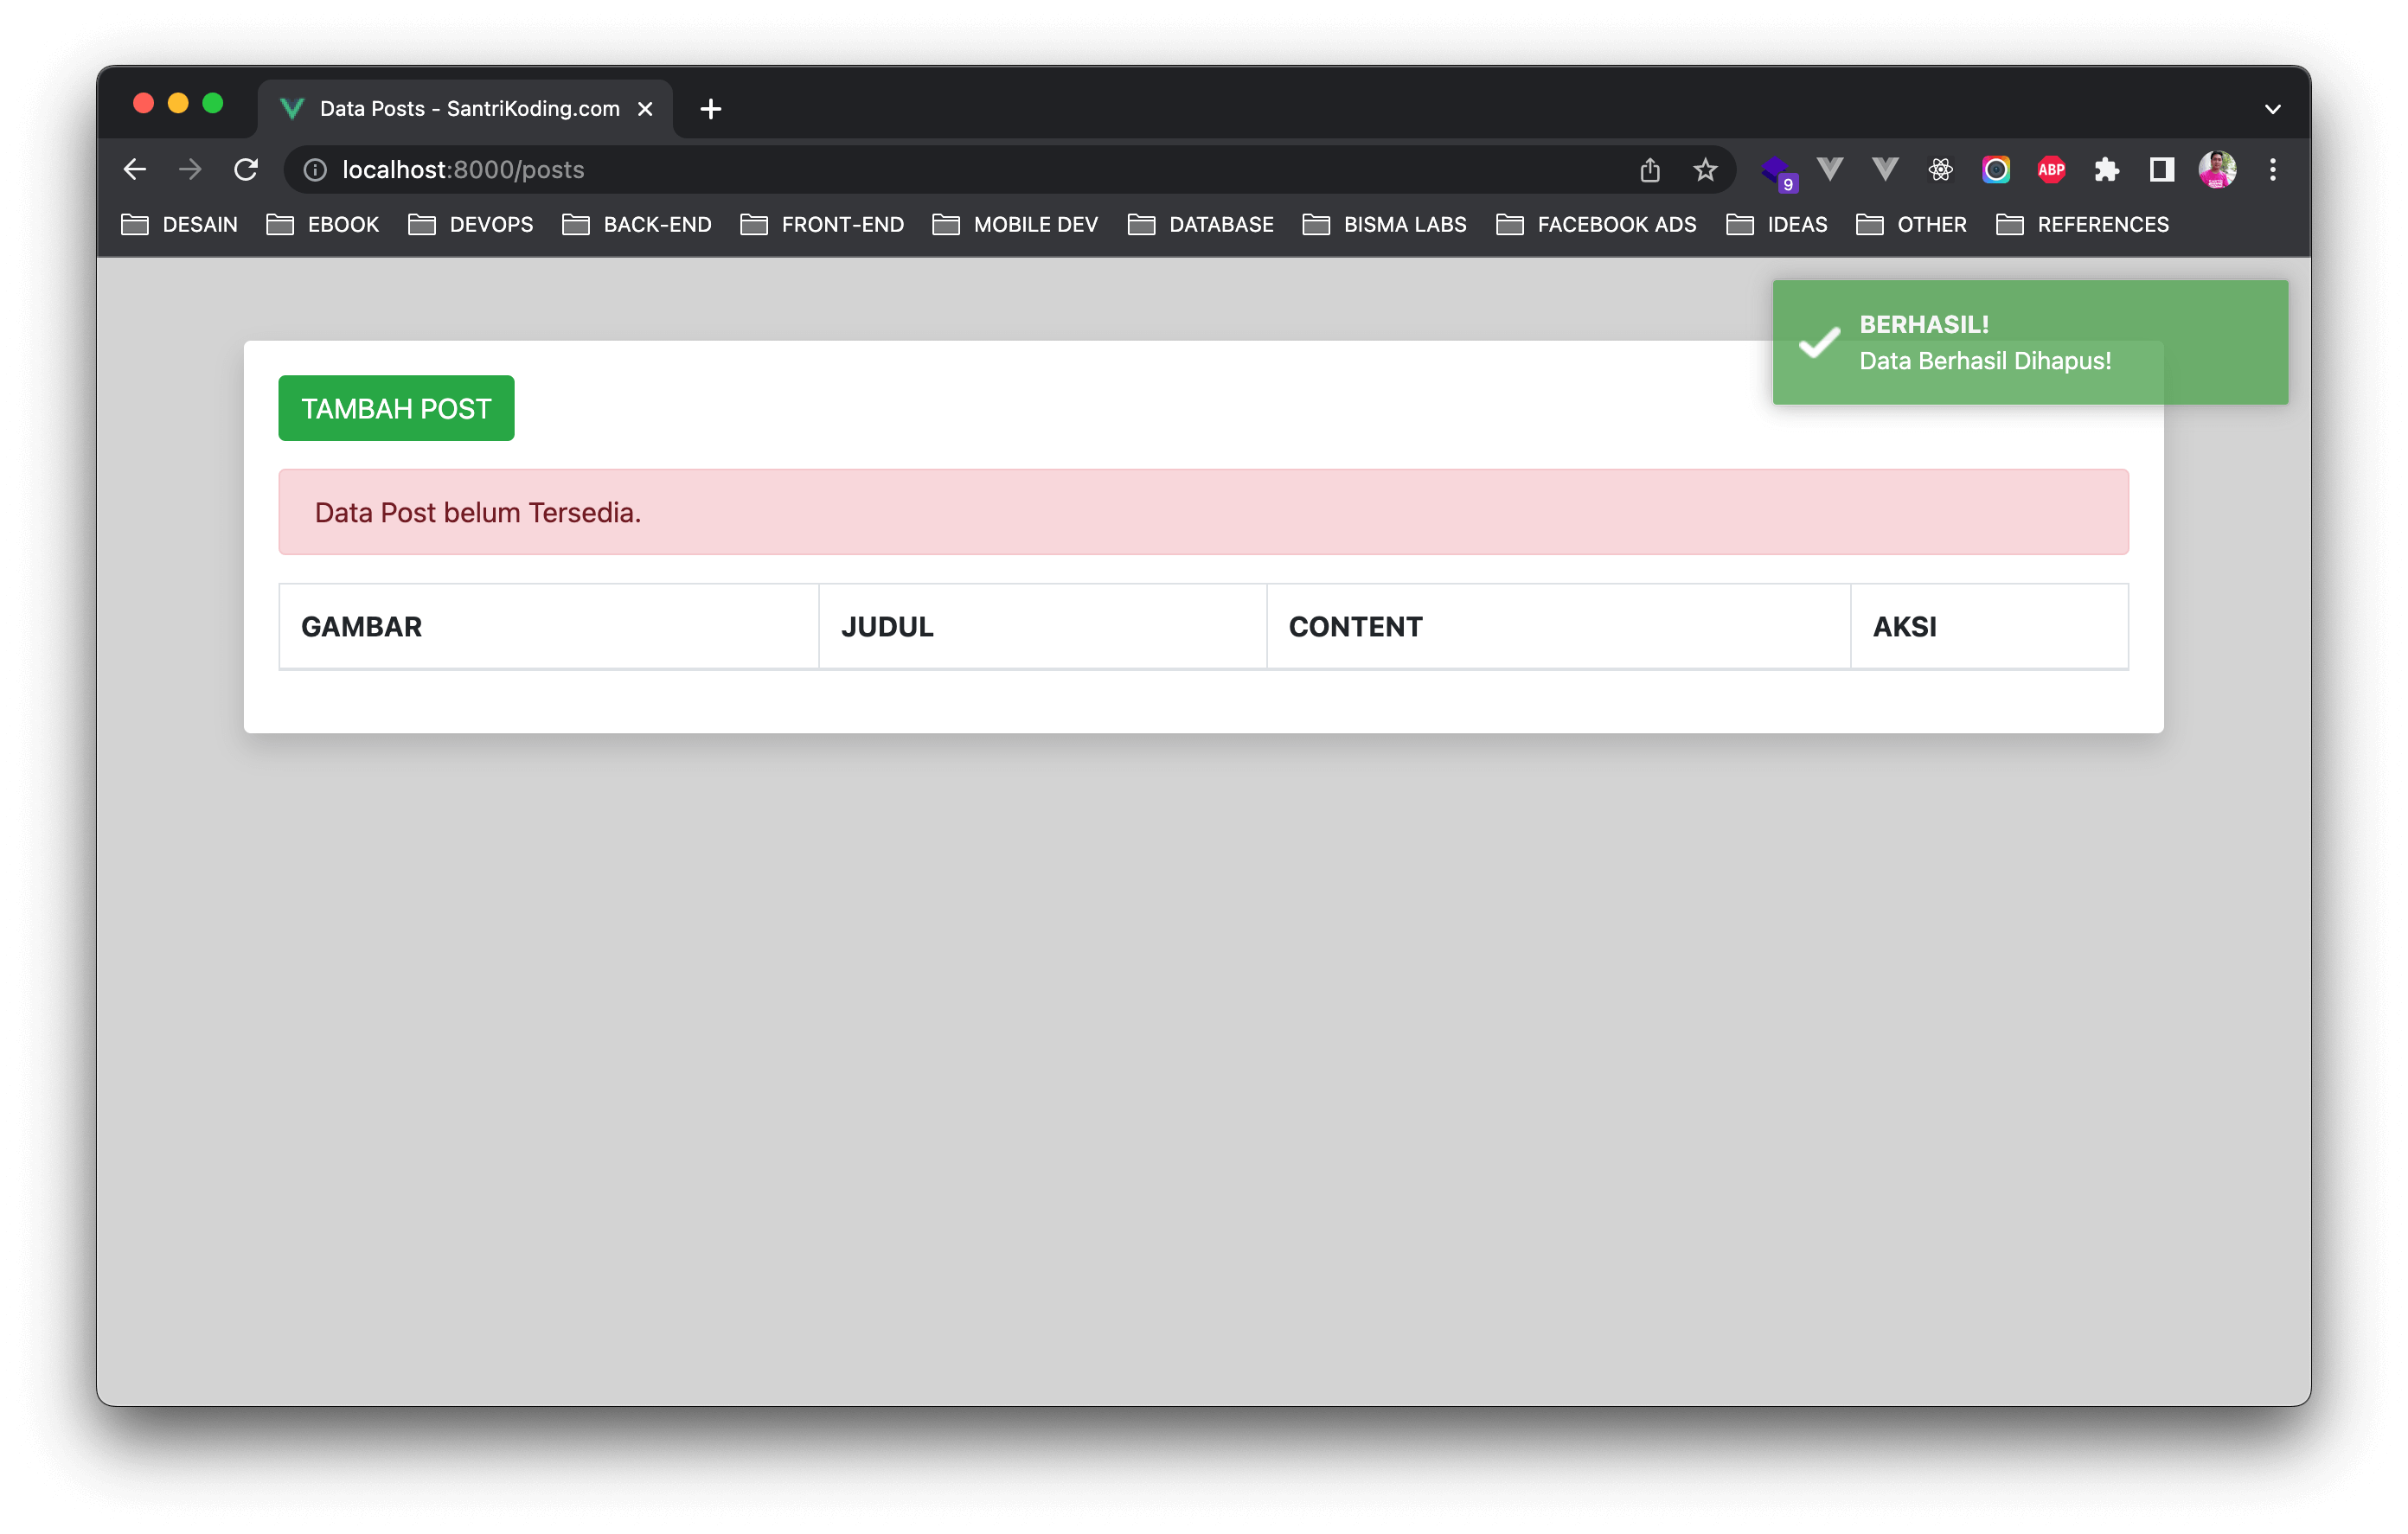 Data Posts - SantriKoding.com
localhost:8000/posts
9
ABP
DESAIN EBOOK DEVOPS BACK-END FRONT-END MOBILE DEV DATABASE BISMA LABS FACEBOOK ADS IDEAS OTHER REFERENCES
BERHASIL!
Data Berhasil Dihapus!
TAMBAH POST
Data Post belum Tersedia.
GAMBAR JUDUL CONTENT AKSI